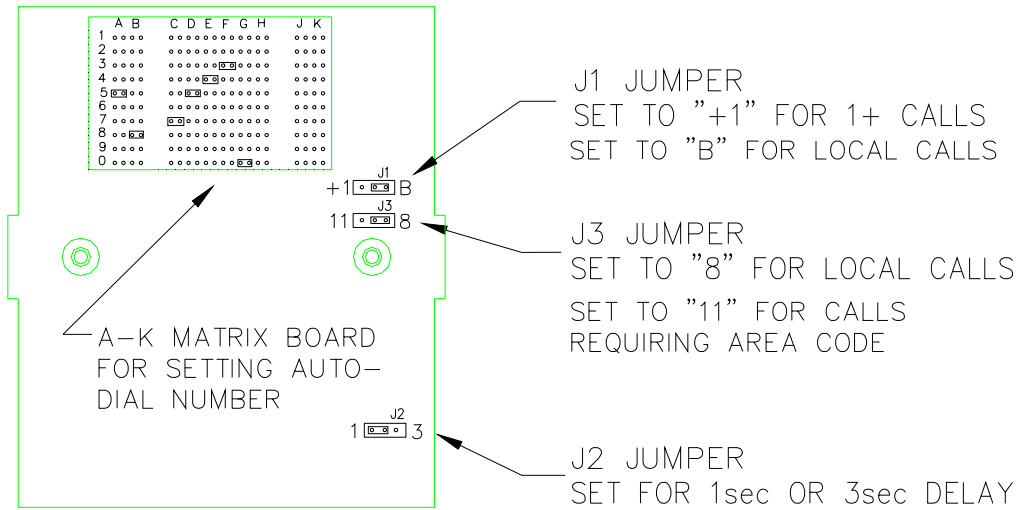 A B C D E F G H J K
1
2
3
4
5
6
7
8
9
0
J1
+1 B
J3
11 8
J1 JUMPER
SET TO "+1" FOR 1+ CALLS
SET TO "B" FOR LOCAL CALLS
J3 JUMPER
SET TO "8" FOR LOCAL CALLS
SET TO "11" FOR CALLS
REQUIRING AREA CODE
A-K MATRIX BOARD
FOR SETTING AUTO-
DIAL NUMBER
J2
1 3
J2 JUMPER
SET FOR 1sec OR 3sec DELAY